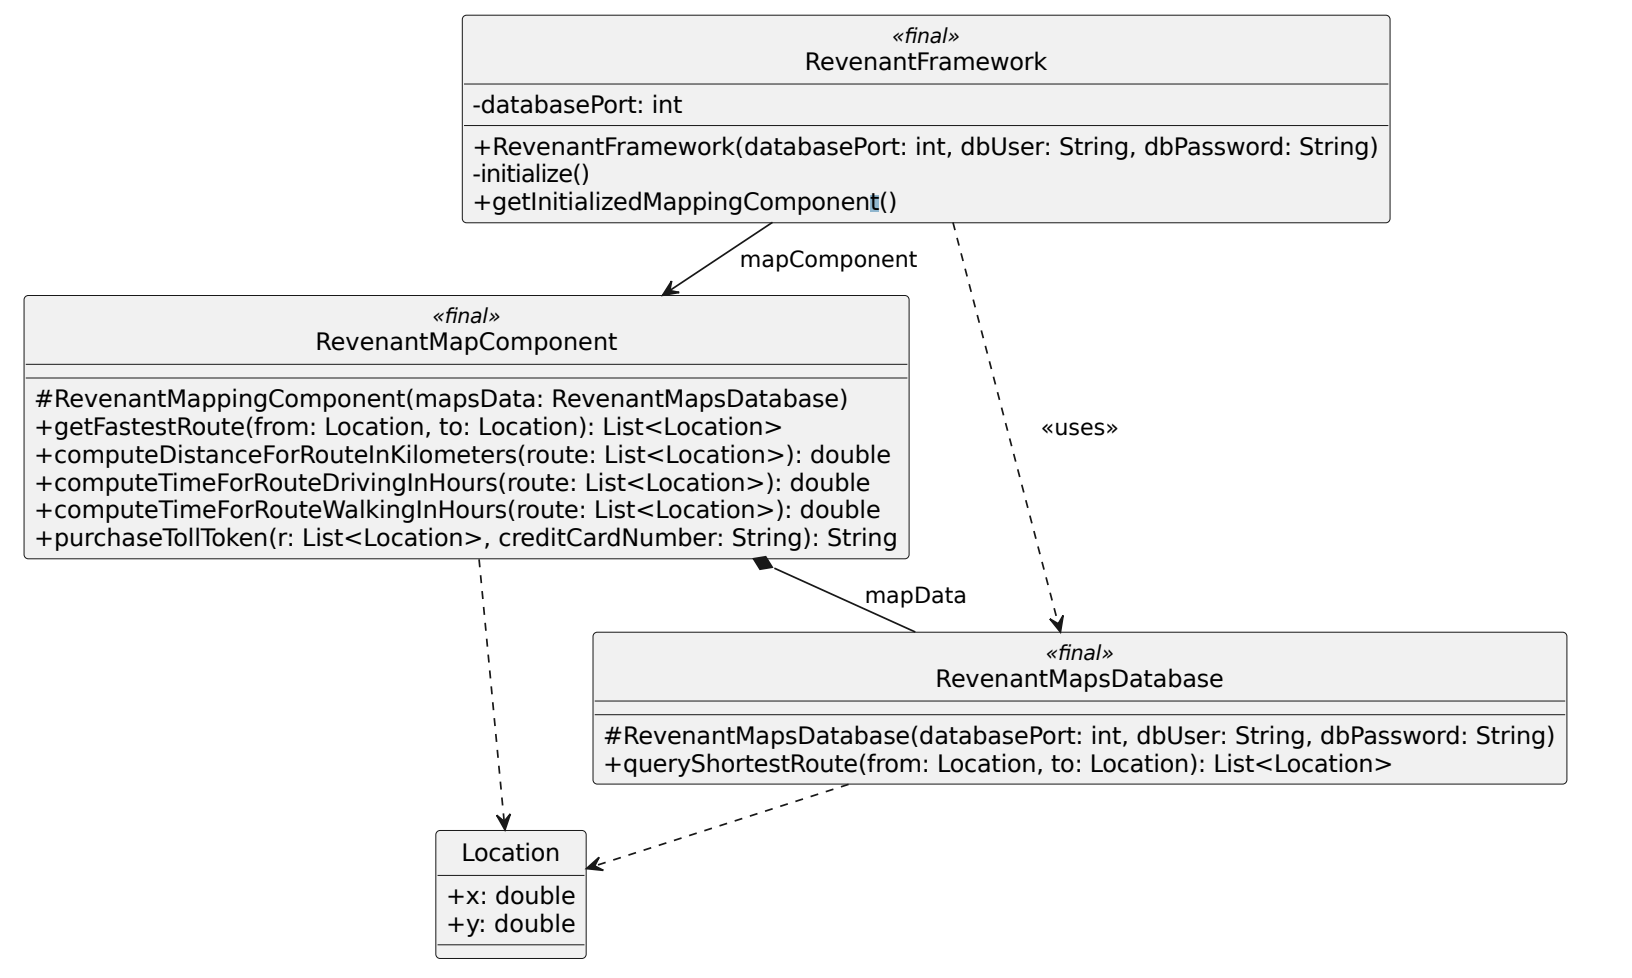 «final»
RevenantFramework
-databasePort: int
+RevenantFramework(databasePort: int, dbUser: String, dbPassword: String)
-initialize()
+getInitializedMappingComponent()
mapComponent
«final»
RevenantMapComponent
#RevenantMappingComponent(mapsData: RevenantMapsDatabase)
+getFastestRoute(from: Location, to: Location): List<Location>
+computeDistanceForRouteInKilometers(route: List<Location>): double
+computeTimeForRouteDrivingInHours(route: List<Location>): double
+computeTimeForRouteWalkingInHours(route: List<Location>): double
+purchaseTollToken(r: List<Location>, creditCardNumber: String): String
«uses»
mapData
«final»
RevenantMapsDatabase
#RevenantMapsDatabase(databasePort: int, dbUser: String, dbPassword: String)
+queryShortestRoute(from: Location, to: Location): List<Location>
Location
+x: double
+y: double